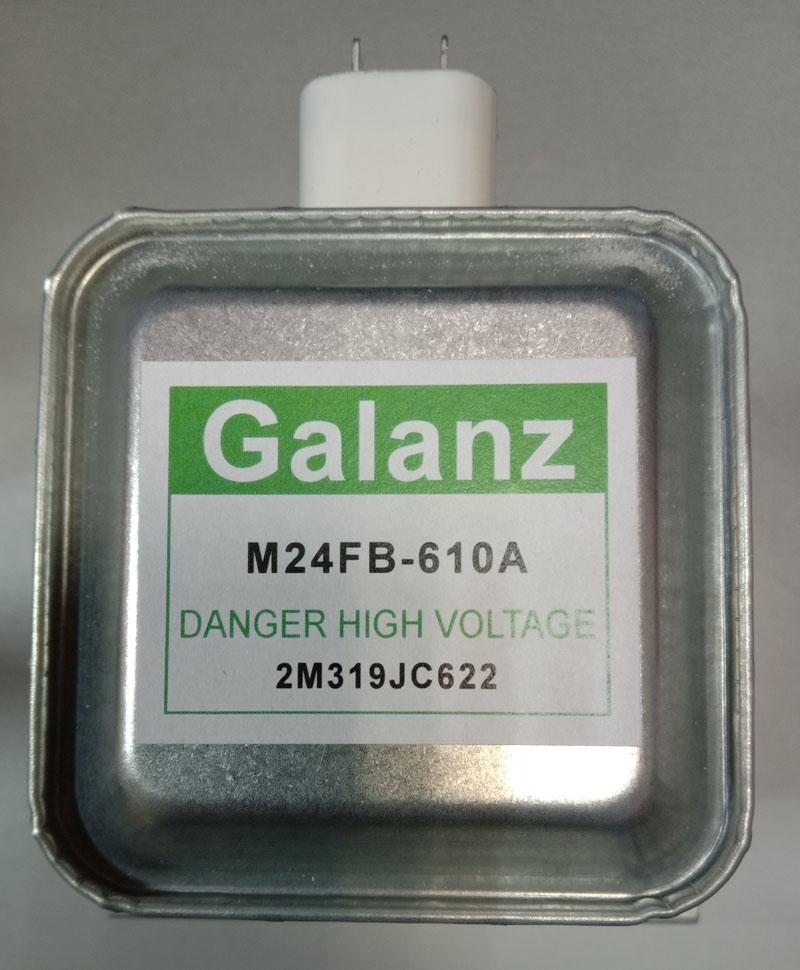 Galanz
M24FB-610A
DANGER HIGH VOLTAGE
2M319JC622